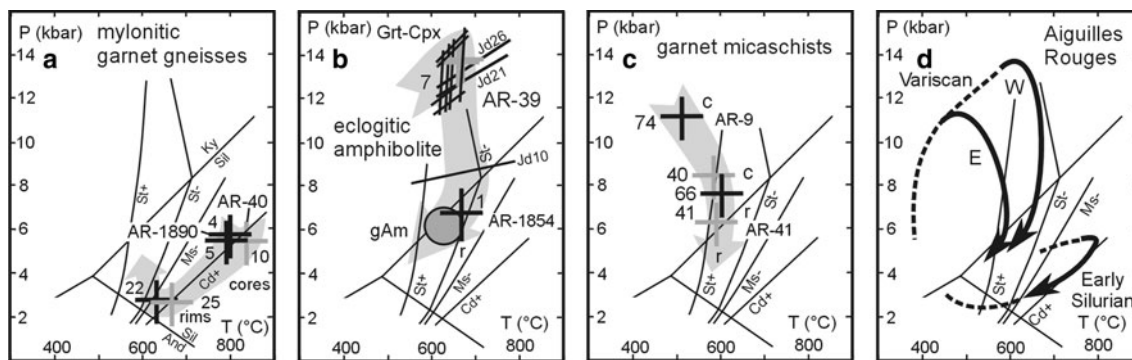 P (kbar)
mylonitic
garnet gneisses
a
14
12
10
8
6
4
2
Ky
Sil
St+
St-
AR-40
AR-1890
4
5
10
Ms-
Cd+
cores
22
25
rims
T (°C)
And
Sil
400
600
800
P (kbar)
Grt-Cpx
b
14
12
10
8
6
4
2
Jd26
Jd21
7
AR-39
eclogitic
amphibolite
St-
Jd10
1
AR-1854
gAm
r
St+
Ms-
Cd+
T (°C)
400
600
800
P (kbar)
garnet micaschists
c
14
12
10
8
6
4
2
c
74
AR-9
40
c
66
St-
41
r
AR-41
r
Ms-
St+
Cd+
T (°C)
400
600
800
P (kbar)
Aiguilles
Rouges
d
14
12
10
8
6
4
2
Variscan
W
E
St-
Ms-
Early
Silurian
St+
Cd+
T (°C)
400
600
800